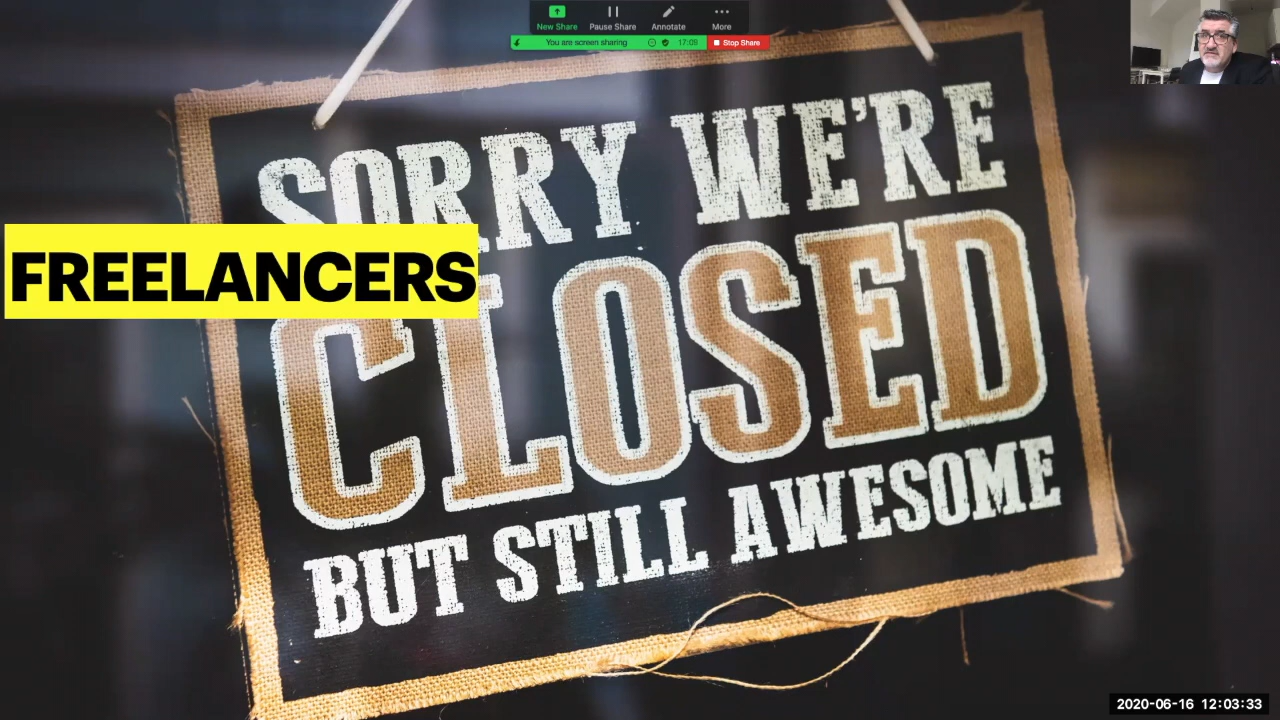 New Share
Pause Share
Annotate
More
You are screen sharing
17:09
Stop Share
SORRY WE'RE
FREELANCERS
CLOSED
BUT STILL AWESOME
2020-06-16 12:03:33